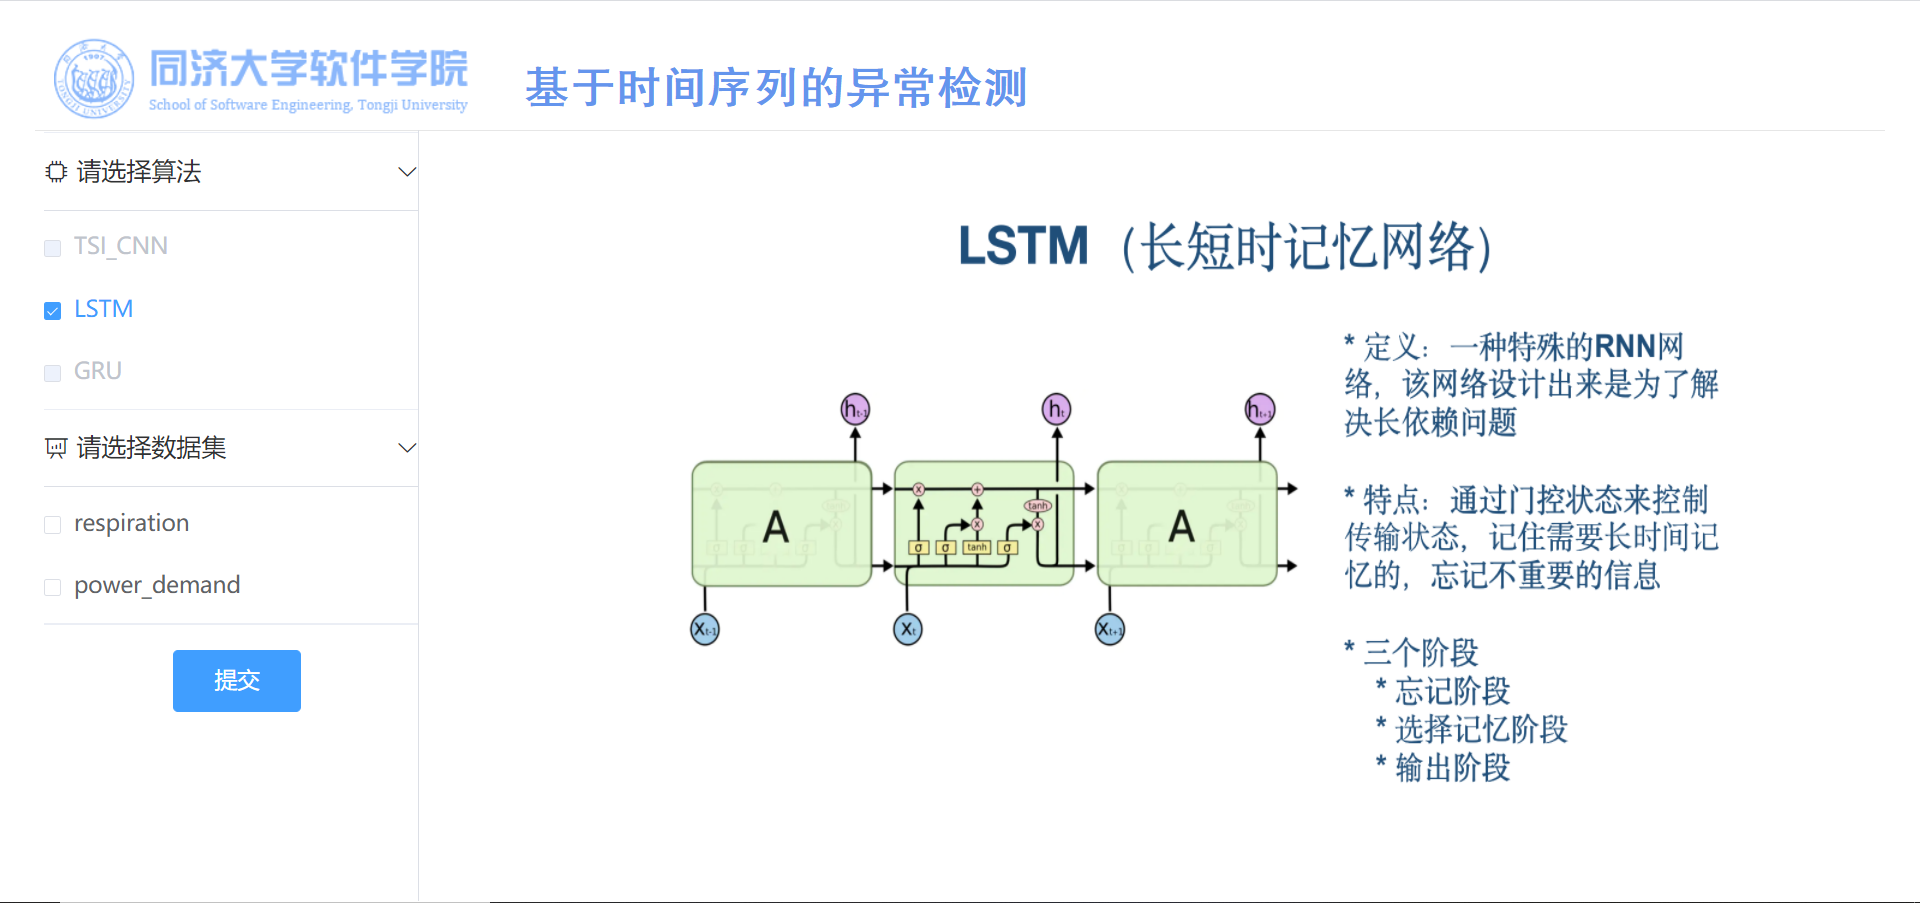 同济大学软件学院
School of Software Engineering, Tongji University
1907
TONGJI UNIVERSITY
基于时间序列的异常检测
请选择算法
TSI_CNN
LSTM
GRU
请选择数据集
respiration
power_demand
提交
LSTM（长短时记忆网络）
h t-1 h t h t+1
A A
x + tanh x x
σ σ tanh σ
X t-1 X t X t+1
* 定义：一种特殊的RNN网
络，该网络设计出来是为了解
决长依赖问题
* 特点：通过门控状态来控制
传输状态，记住需要长时间记
忆的，忘记不重要的信息
* 三个阶段
* 忘记阶段
* 选择记忆阶段
* 输出阶段